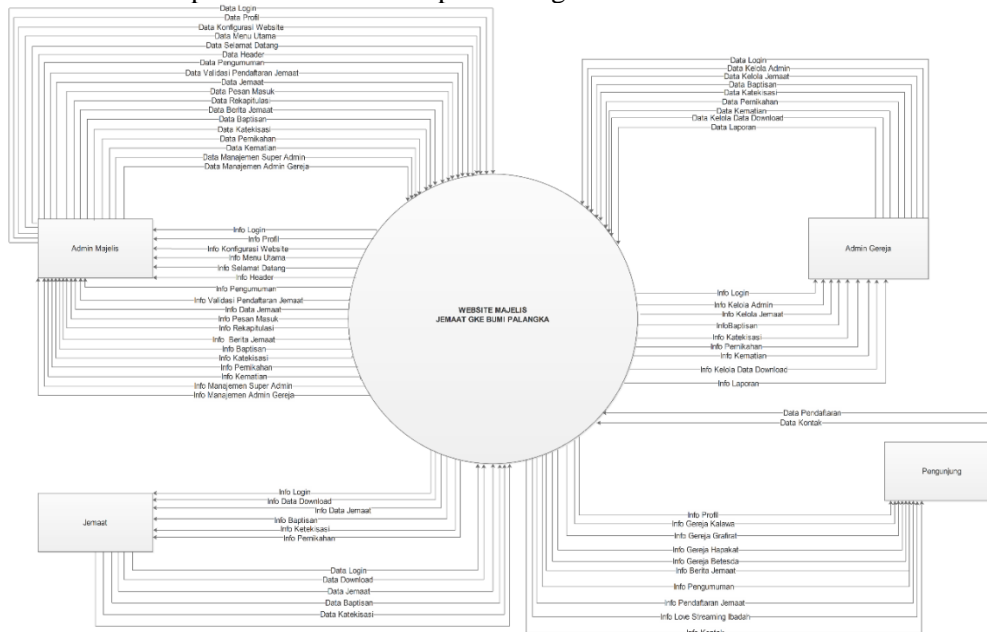 Data Login
Data Profil
Data Konfigurasi Website
Data Menu Utama
Data Selamat Datang
Data Header
Data Pengumuman
Data Validasi Pendaftaran Jemaat
Data Jemaat
Data Pesan Masuk
Data Rekapitulasi
Data Berita Jemaat
Data Baptisan
Data Katekisasi
Data Pernikahan
Data Kematian
Data Manajemen Super Admin
Data Manajemen Admin Gereja
Data Login
Data Kelola Admin
Data Kelola Jemaat
Data Baptisan
Data Katekisasi
Data Pernikahan
Data Kematian
Data Kelola Data Download
Data Laporan
Admin Majelis
Info Login
Info Profil
Info Konfigurasi Website
Info Menu Utama
Info Selamat Datang
Info Header
Info Pengumuman
Info Validasi Pendaftaran Jemaat
Info Data Jemaat
Info Pesan Masuk
Info Rekapitulasi
Info Berita Jemaat
Info Baptisan
Info Katekisasi
Info Pernikahan
Info Kematian
Info Manajemen Super Admin
Info Manajemen Admin Gereja
WEBSITE MAJELIS
JEMAAT GKE BUMI PALANGKA
Admin Gereja
Info Login
Info Kelola Admin
Info Kelola Jemaat
InfoBaptisan
Info Katekisasi
Info Pernikahan
Info Kematian
Info Kelola Data Download
Info Laporan
Data Pendaftaran
Data Kontak
Pengunjung
Jemaat
Info Login
Info Data Download
Info Data Jemaat
Info Baptisan
Info Ketekisasi
Info Pernikahan
Data Login
Data Download
Data Jemaat
Data Baptisan
Data Katekisasi
Info Profil
Info Gereja Kalawa
Info Gereja Grafirat
Info Gereja Hapakat
Info Gereja Betesda
Info Berita Jemaat
Info Pengumuman
Info Pendaftaran Jemaat
Info Love Streaming Ibadah
Info Kontak